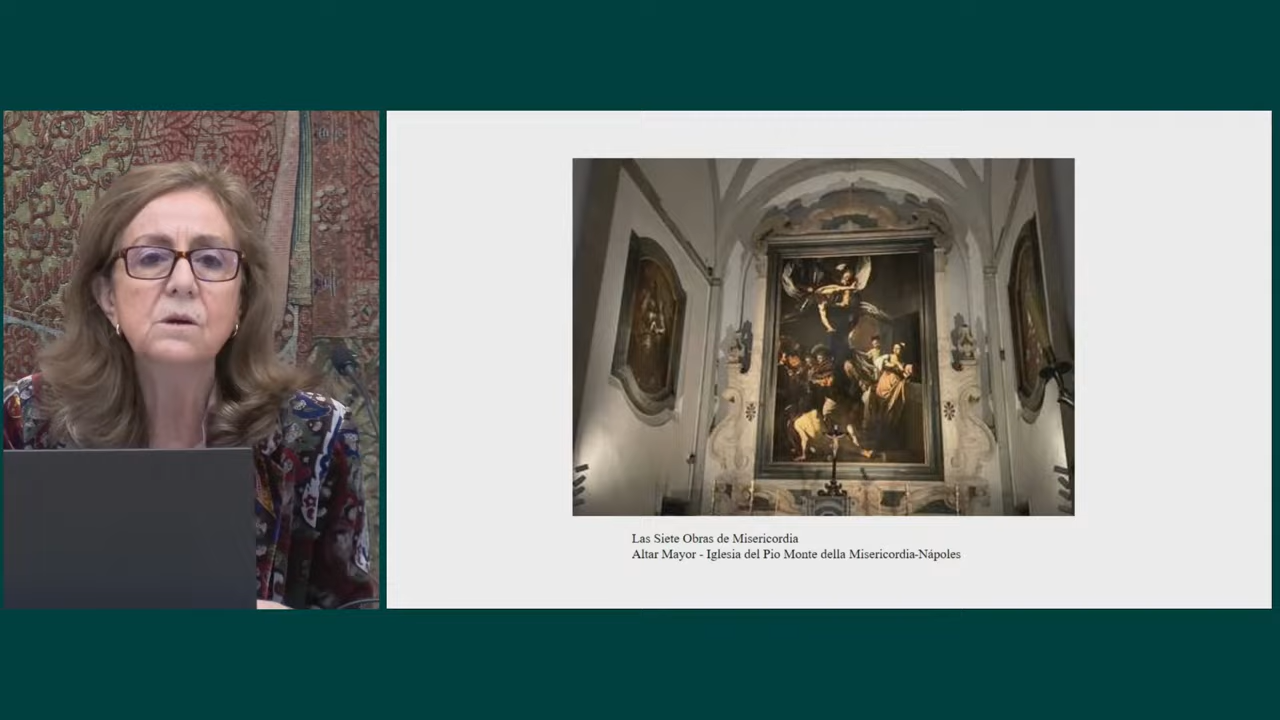 Las Siete Obras de Misericordia
Altar Mayor - Iglesia del Pio Monte della Misericordia-Nápoles